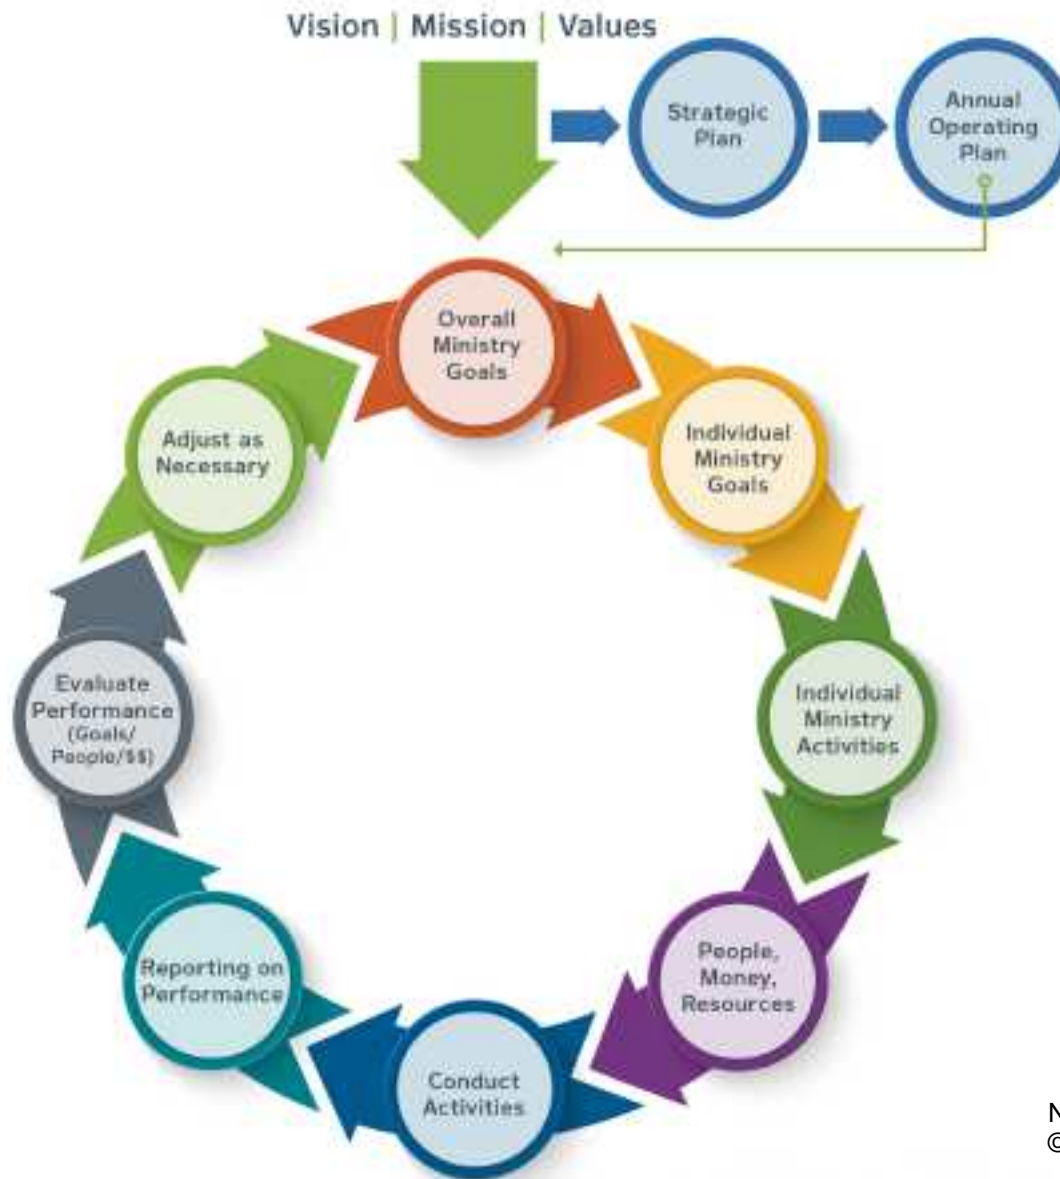 Vision | Mission | Values
Strategic
Plan
Annual
Operating
Plan
Overall
Ministry
Goals
Individual
Ministry
Goals
Individual
Ministry
Activities
People,
Money,
Resources
Conduct
Activities
Reporting on
Performance
Evaluate
Performance
(Goals/
People/$$)
Adjust as
Necessary
N
©